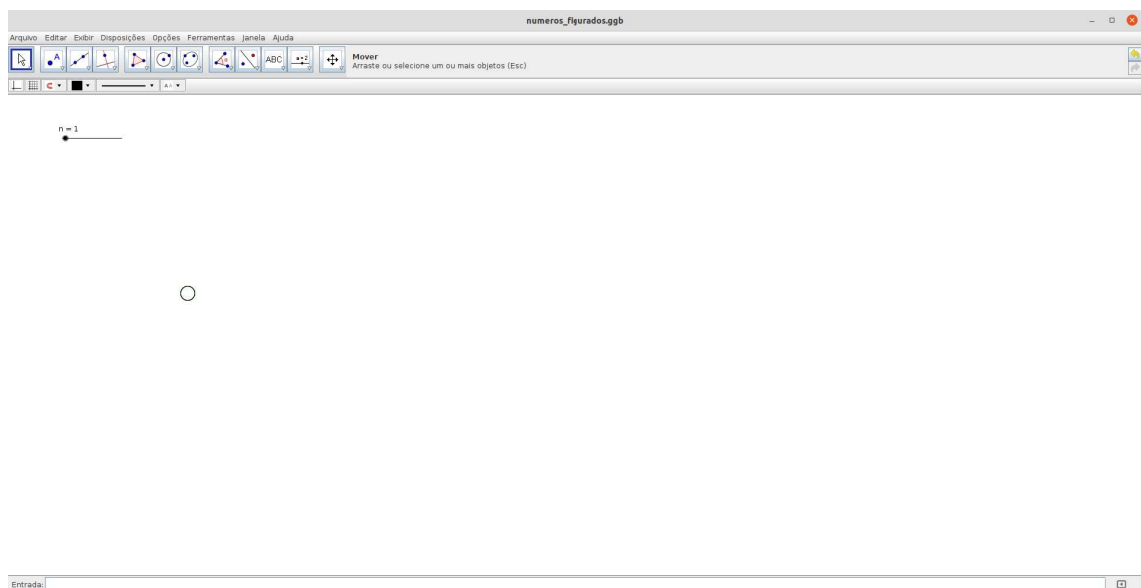 numeros_figurados.ggb
Arquivo Editar Exibir Disposições Opções Ferramentas Janela Ajuda
A
ABC
a=2
Mover
Arraste ou selecione um ou mais objetos (Esc)
n = 1
Entrada: